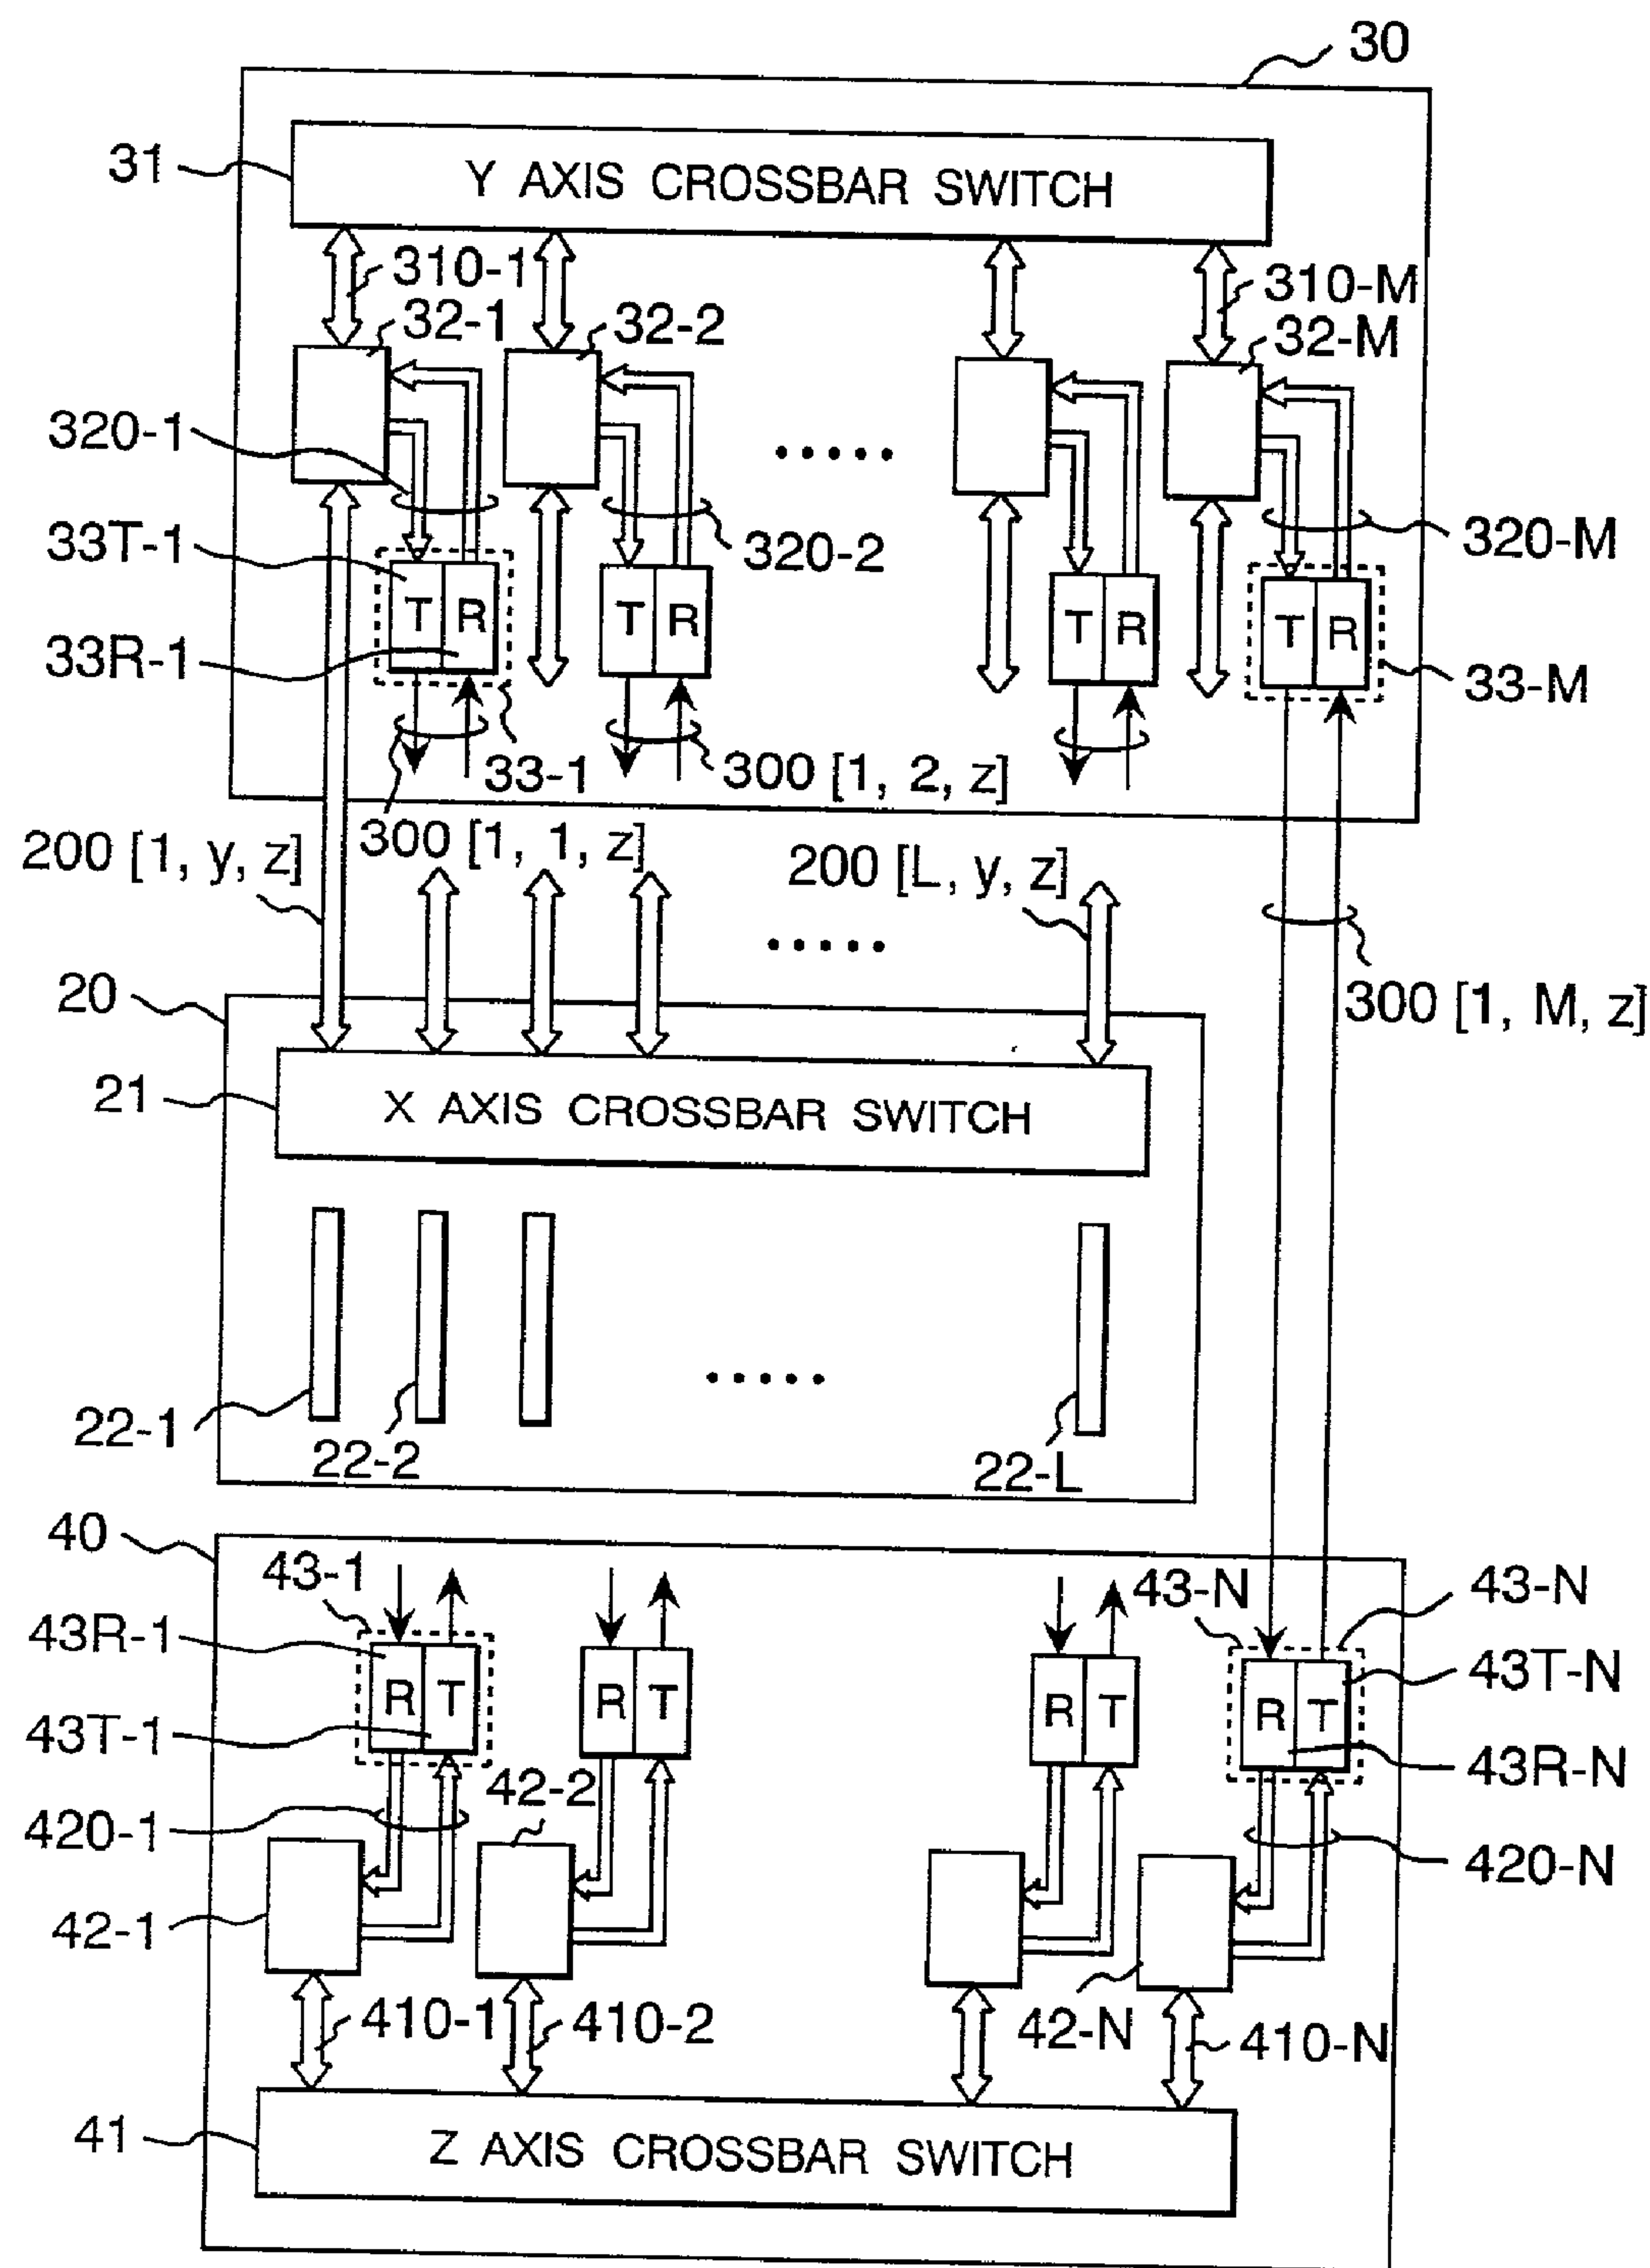 30
31
Y AXIS CROSSBAR SWITCH
310-1
310-M
32-1
32-2
32-M
320-1
320-2
320-M
33T-1
T R
T R
T R
T R
33R-1
33-M
33-1
300 [1, 2, z]
300 [1, 1, z]
200 [1, y, z]
200 [L, y, z]
300 [1, M, z]
20
21
X AXIS CROSSBAR SWITCH
22-1
22-2
22-L
40
43-1
43-N
43-N
43R-1
R T
R T
R T
R T
43T-N
43T-1
43R-N
42-2
420-1
420-N
42-1
42-N
410-1
410-2
410-N
41
Z AXIS CROSSBAR SWITCH